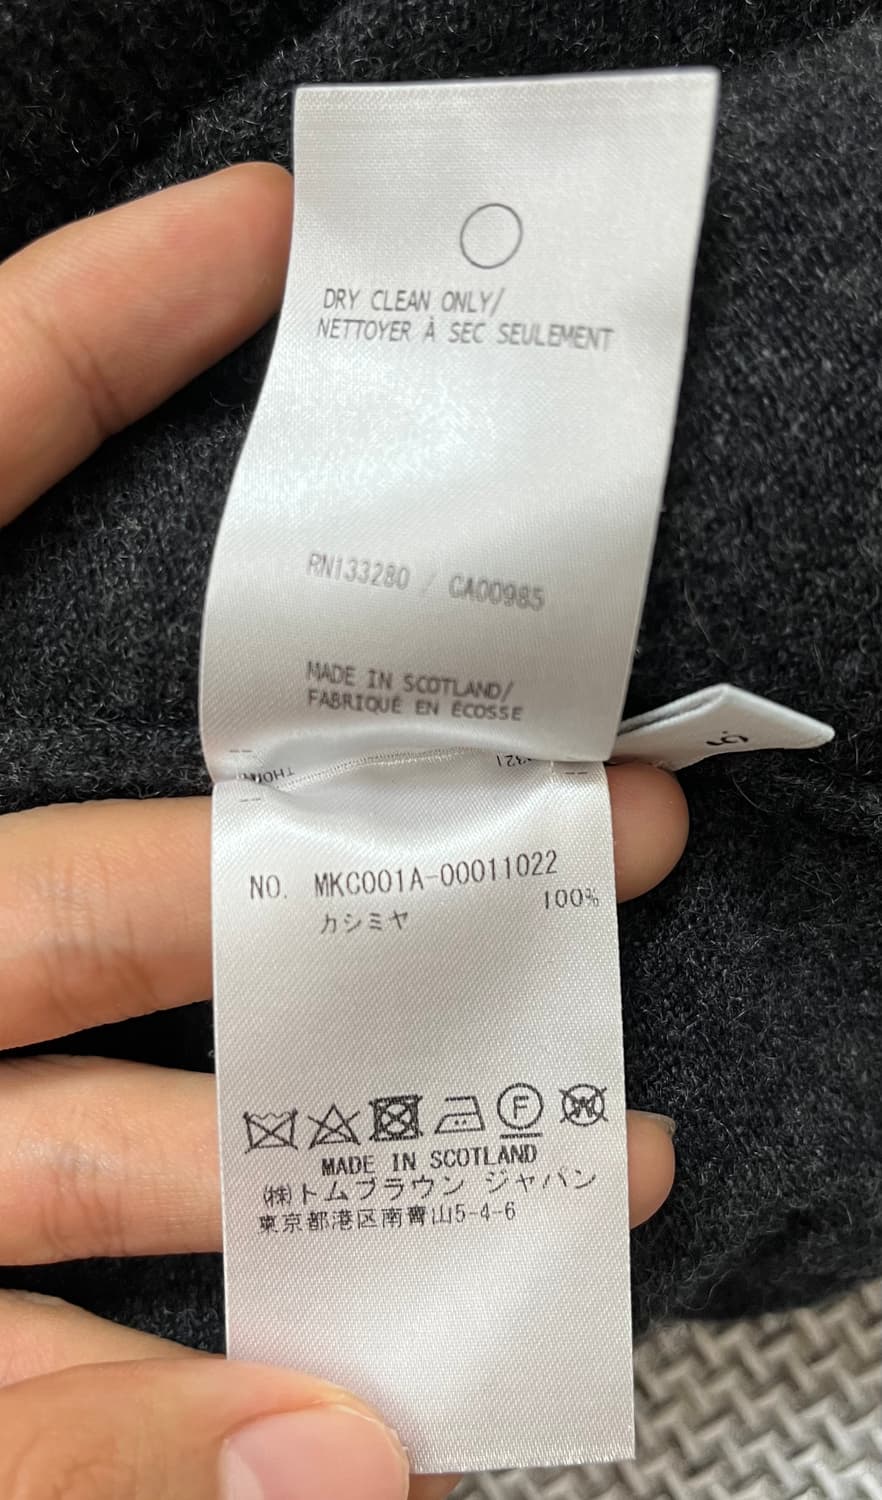 DRY CLEAN ONLY/
NETTOYER À SEC SEULEMENT
RN133280 / CA00985
MADE IN SCOTLAND/
FABRIQUÉ EN ÉCOSSE
NO. MKC001A-00011022
100%
カシミヤ
F
W
MADE IN SCOTLAND
(株)トムブラウン ジャパン
東京都港区南青山5-4-6